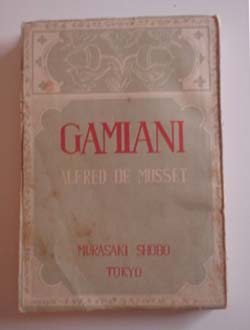 GAMIANI
ALFRED DE MUSSET
MURASAKI SHOBO
TOKYO